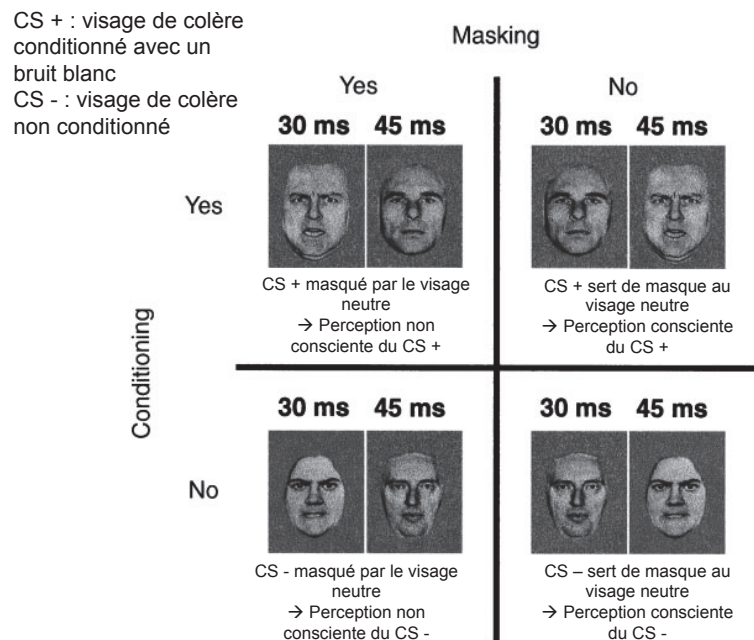 CS + : visage de colère
conditionné avec un
bruit blanc
CS - : visage de colère
non conditionné
Masking
Yes
No
30 ms 45 ms
30 ms 45 ms
Conditioning
Yes
CS + masqué par le visage
neutre
→ Perception non
consciente du CS +
CS + sert de masque au
visage neutre
→ Perception consciente
du CS +
30 ms 45 ms
30 ms 45 ms
No
CS - masqué par le visage
neutre
→ Perception non
consciente du CS -
CS – sert de masque au
visage neutre
→ Perception consciente
du CS -